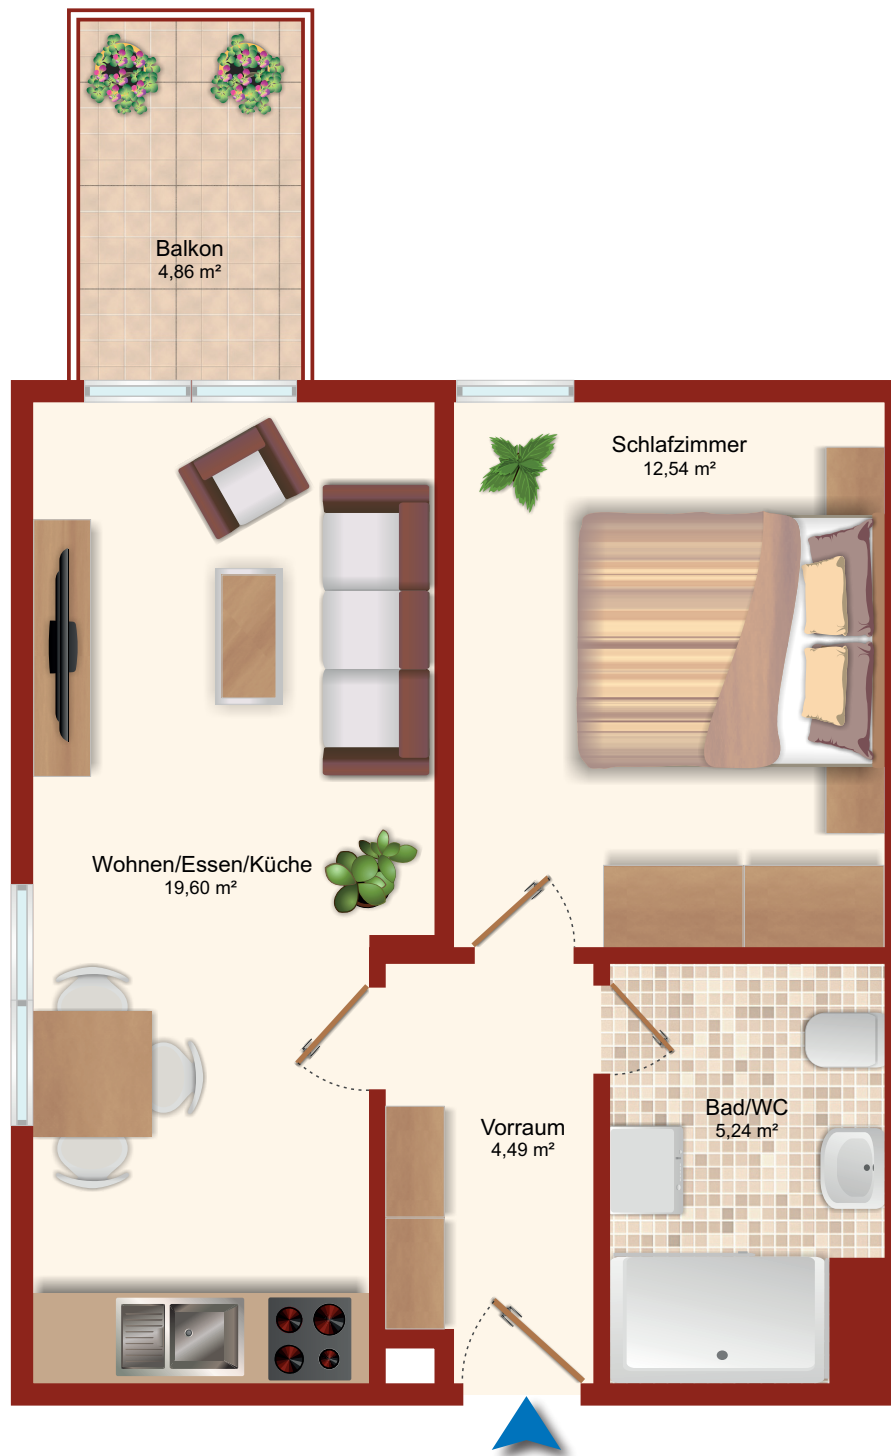 Balkon
4,86 m²
Schlafzimmer
12,54 m²
Wohnen/Essen/Küche
19,60 m²
Vorraum
4,49 m²
Bad/WC
5,24 m²